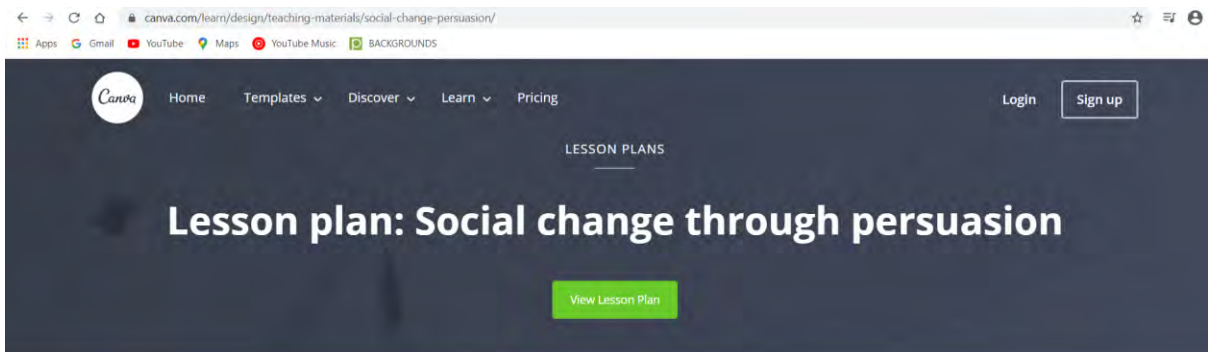 canva.com/learn/design/teaching-materials/social-change-persuasion/
Apps G Gmail YouTube Maps YouTube Music BACKGROUNDS
Canva Home Templates Discover Learn Pricing Login Sign up
LESSON PLANS
Lesson plan: Social change through persuasion
View Lesson Plan